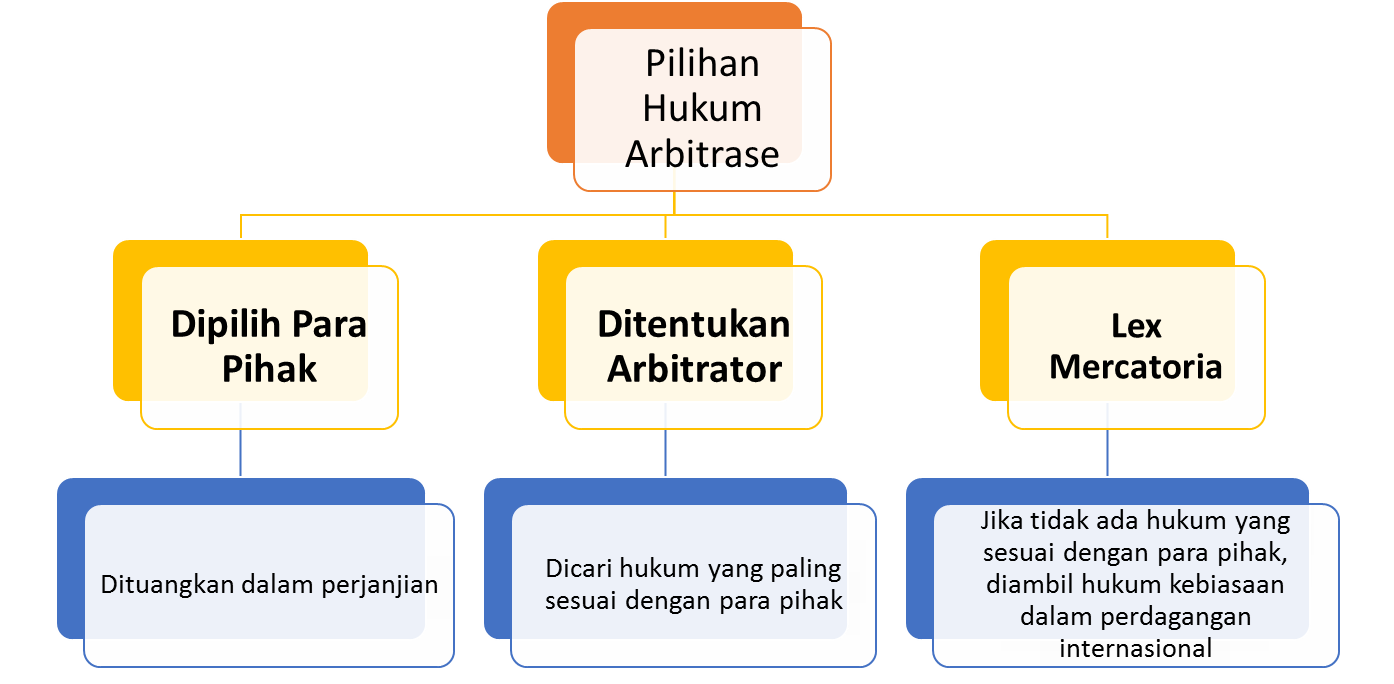 Pilihan
Hukum
Arbitrase
Dipilih Para
Pihak
Ditentukan
Arbitrator
Lex
Mercatoria
Dituangkan dalam perjanjian
Dicari hukum yang paling
sesuai dengan para pihak
Jika tidak ada hukum yang
sesuai dengan para pihak,
diambil hukum kebiasaan
dalam perdagangan
internasional